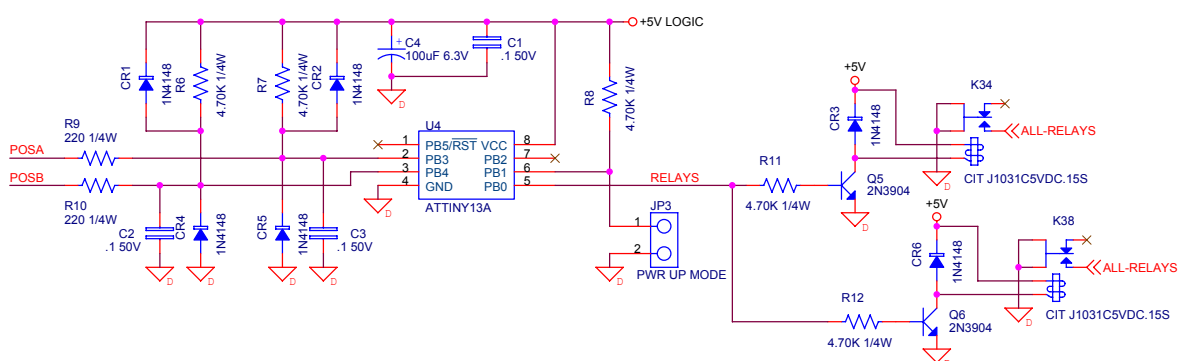 +5V LOGIC
CR1
1N4148
R6
4.70K 1/4W
R7
4.70K 1/4W
CR2
1N4148
+
C4
100uF 6.3V
C1
.1 50V
D
R8
4.70K 1/4W
+5V
K34
CR3
1N4148
ALL-RELAYS
R9
220 1/4W
POSA
POSB
R10
220 1/4W
U4
1 PB5/RST VCC 8
2 PB3 PB2 7
3 PB4 PB1 6
4 GND PB0 5
ATTINY13A
D
RELAYS
R11
4.70K 1/4W
Q5
2N3904
D
D
CIT J1031C5VDC.15S
C2
.1 50V
CR4
1N4148
CR5
1N4148
C3
.1 50V
D
D
D
D
JP3
1
2
PWR UP MODE
D
+5V
K38
CR6
1N4148
ALL-RELAYS
R12
4.70K 1/4W
Q6
2N3904
D
D
CIT J1031C5VDC.15S